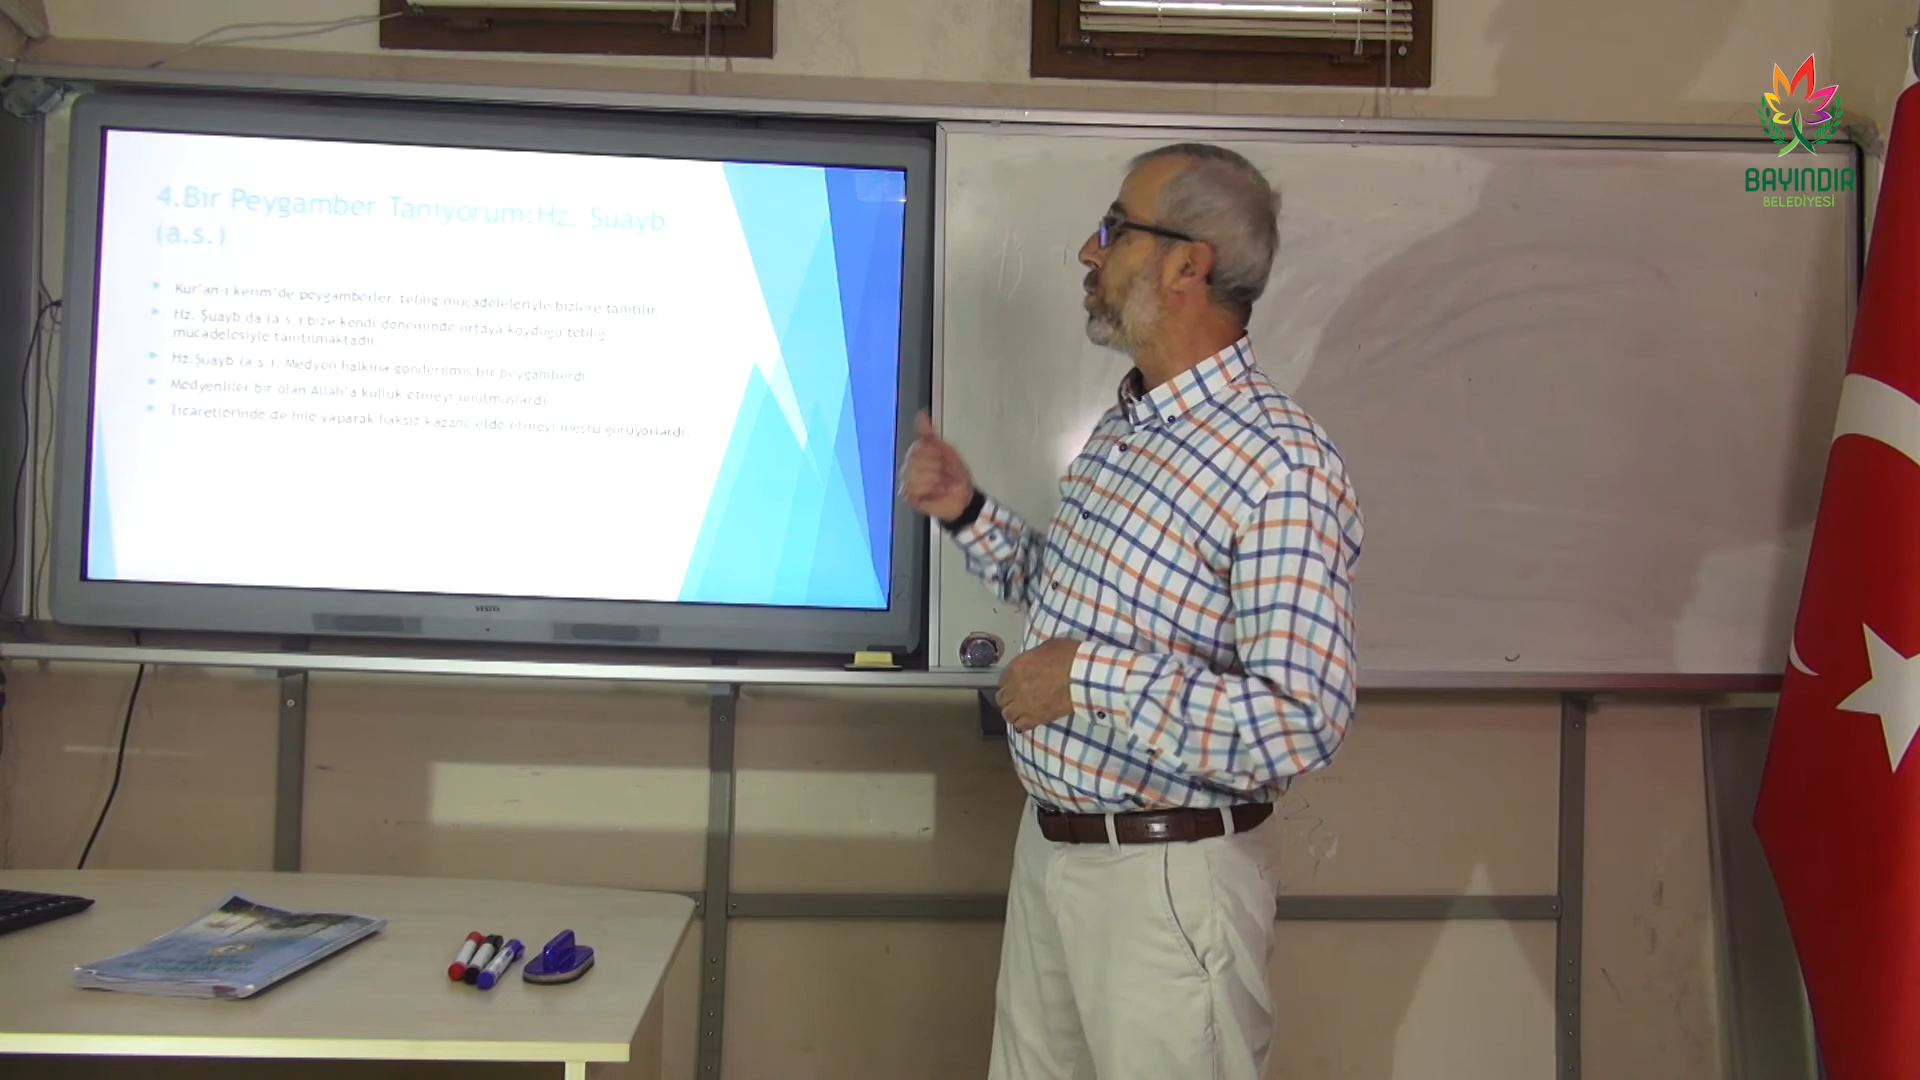 4.Bir Peygamber Tanıyorum:Hz. Şuayb
(a.s.)
Kur'an-ı kerim'de peygamberler, tebliğ mücadeleleriyle bizlere tanıtılır.
Hz. Şuayb da (a.s.) bize kendi döneminde ortaya koyduğu tebliğ
mücadelesiyle tanıtılmaktadır.
Hz.Şuayb (a.s.), Medyen halkına gönderilmiş bir peygamberdi.
Medyenliler bir olan Allah'a kulluk etmeyi unutmuşlardı.
Ticaretlerinde de hile yaparak haksız kazanç elde etmeyi meşru görüyorlardı.
VESTEL
BAYINDIR
BELEDİYESİ